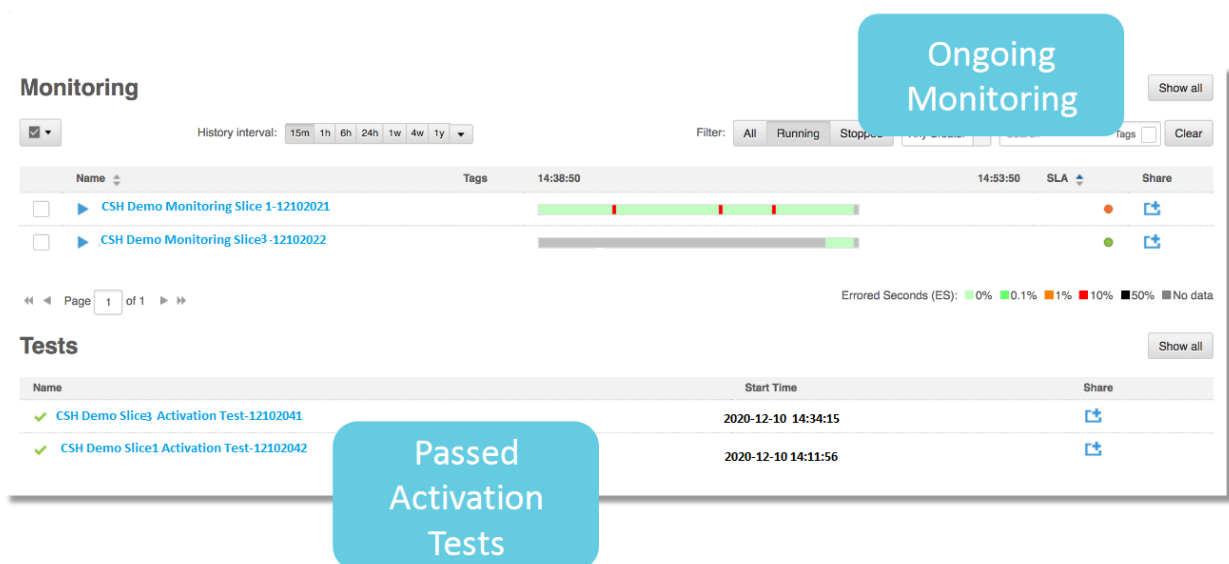 Ongoing
Monitoring
Monitoring
Show all
History interval: 15m 1h 6h 24h 1w 4w 1y
Filter: All Running Stopped Tags Clear
Name Tags 14:38:50 14:53:50 SLA Share
CSH Demo Monitoring Slice 1-12102021
CSH Demo Monitoring Slice3-12102022
Page 1 of 1
Errored Seconds (ES): 0% 0.1% 1% 10% 50% No data
Tests
Show all
Name Start Time Share
CSH Demo Slice3 Activation Test-12102041 2020-12-10 14:34:15
CSH Demo Slice1 Activation Test-12102042 2020-12-10 14:11:56
Passed
Activation
Tests